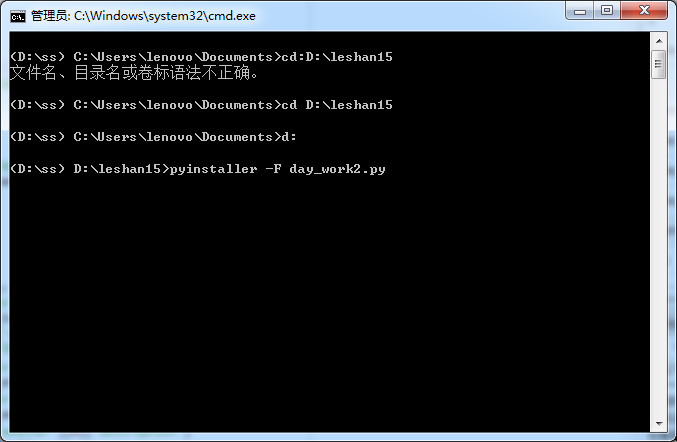 管理员: C:\Windows\system32\cmd.exe
(D:\ss) C:\Users\lenovo\Documents>cd:D:\leshan15
文件名、目录名或卷标语法不正确。
(D:\ss) C:\Users\lenovo\Documents>cd D:\leshan15
(D:\ss) C:\Users\lenovo\Documents>d:
(D:\ss) D:\leshan15>pyinstaller -F day_work2.py